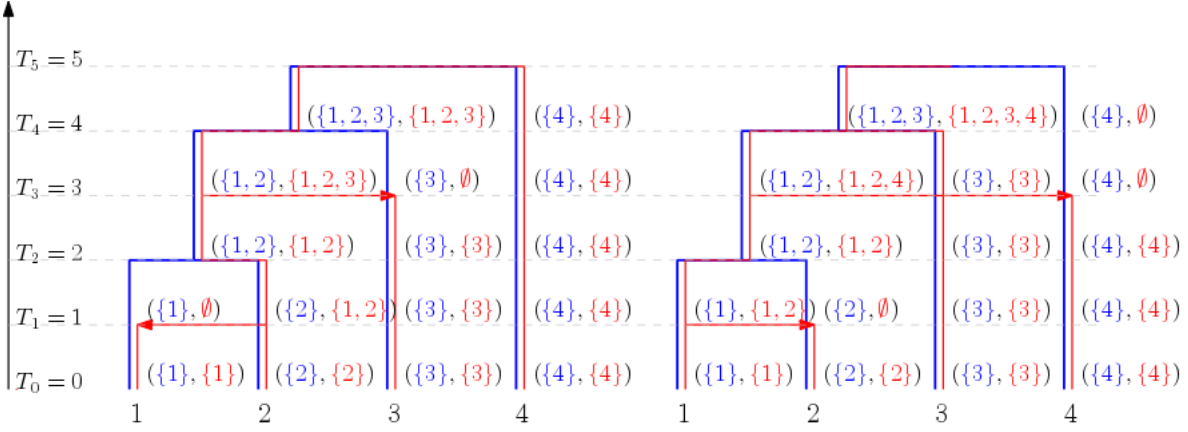 T₅ = 5
({1, 2, 3}, {1, 2, 3}) ({4}, {4}) ({1, 2, 3}, {1, 2, 3, 4}) ({4}, ∅)
T₄ = 4
({1, 2}, {1, 2, 3}) ({3}, ∅) ({4}, {4}) ({1, 2}, {1, 2, 4}) ({3}, {3}) ({4}, ∅)
T₃ = 3
({1, 2}, {1, 2}) ({3}, {3}) ({4}, {4}) ({1, 2}, {1, 2}) ({3}, {3}) ({4}, {4})
T₂ = 2
({1}, ∅) ({2}, {1, 2}) ({3}, {3}) ({4}, {4}) ({1}, {1, 2}) ({2}, ∅) ({3}, {3}) ({4}, {4})
T₁ = 1
({1}, {1}) ({2}, {2}) ({3}, {3}) ({4}, {4}) ({1}, {1}) ({2}, {2}) ({3}, {3}) ({4}, {4})
T₀ = 0
1 2 3 4 1 2 3 4